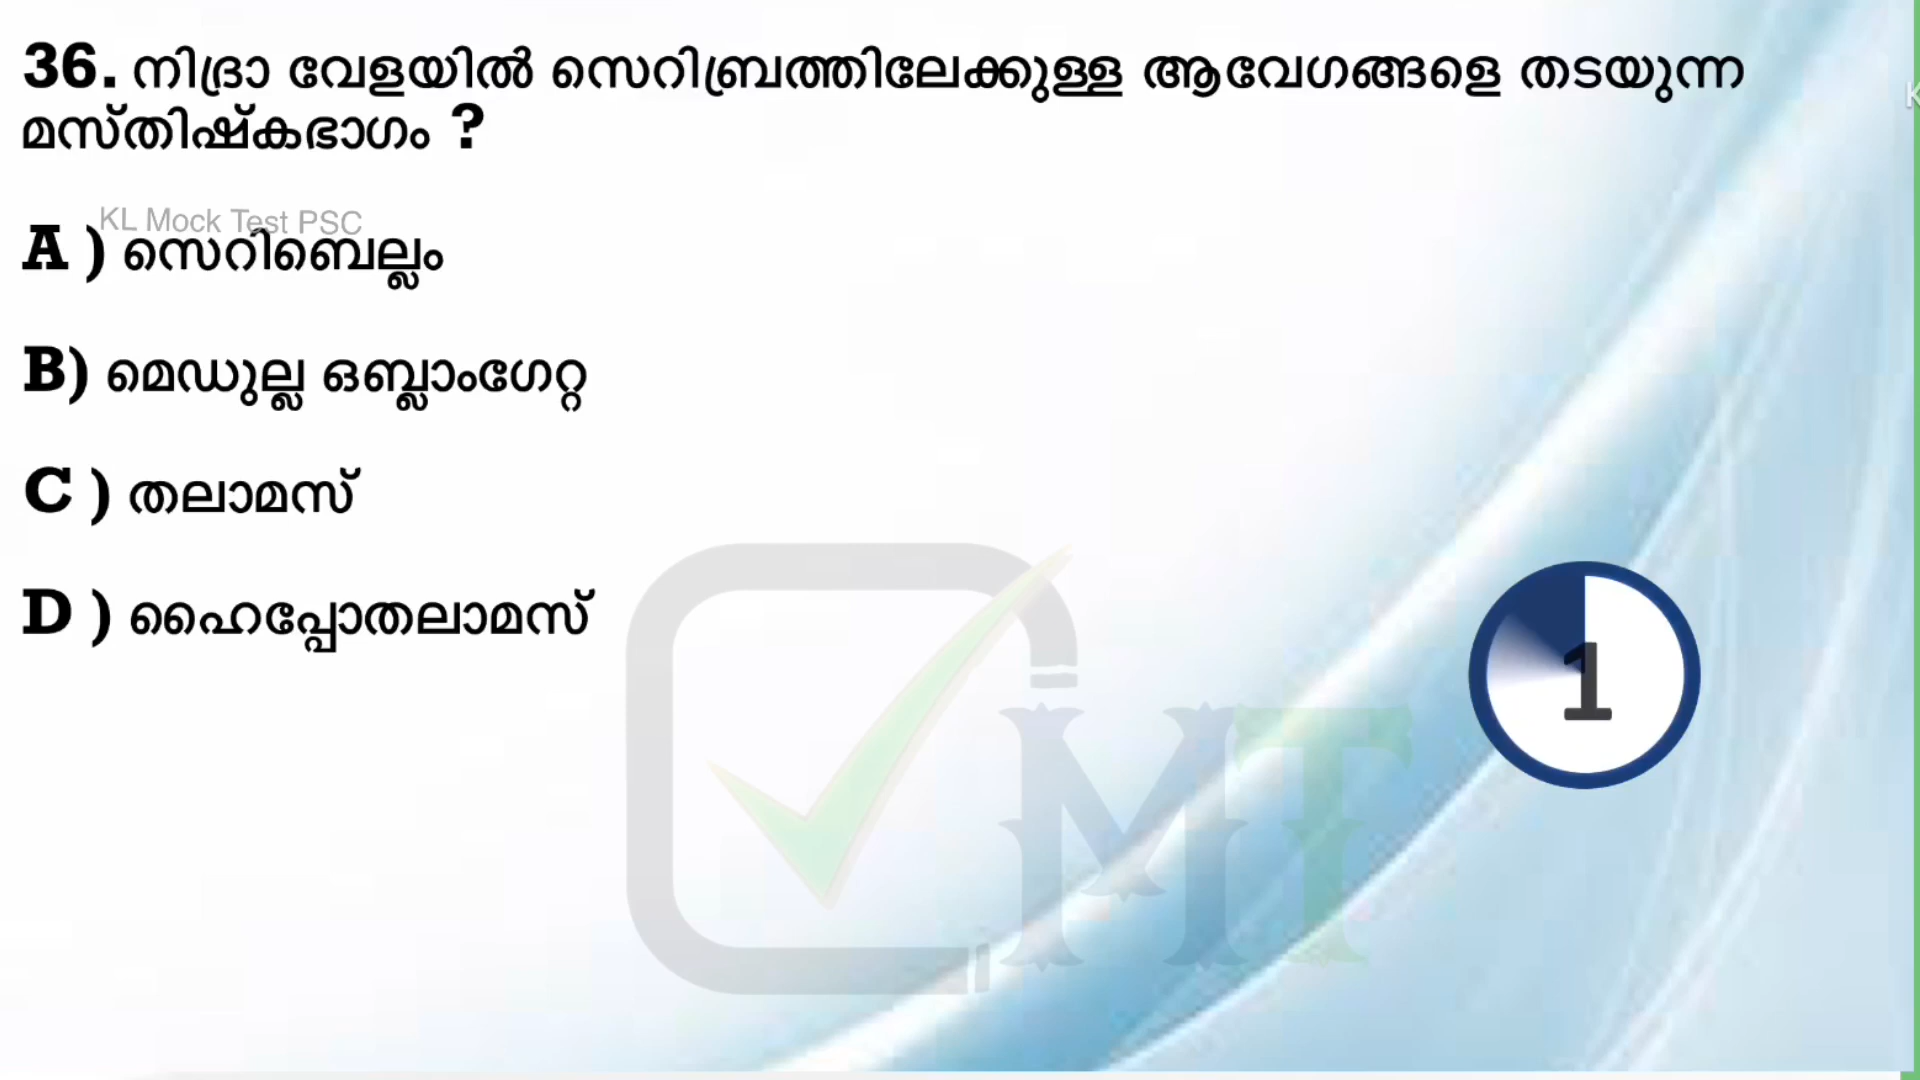 36. നിദ്രാ വേളയിൽ സെറിബ്രത്തിലേക്കുള്ള ആവേഗങ്ങളെ തടയുന്ന
മസ്തിഷ്കഭാഗം ?
KL Mock Test PSC
A ) സെറിബെല്ലം
B) മെഡുല്ല ഒബ്ലാംഗേറ്റ
C ) തലാമസ്
D ) ഹൈപ്പോതലാമസ്
1
MT